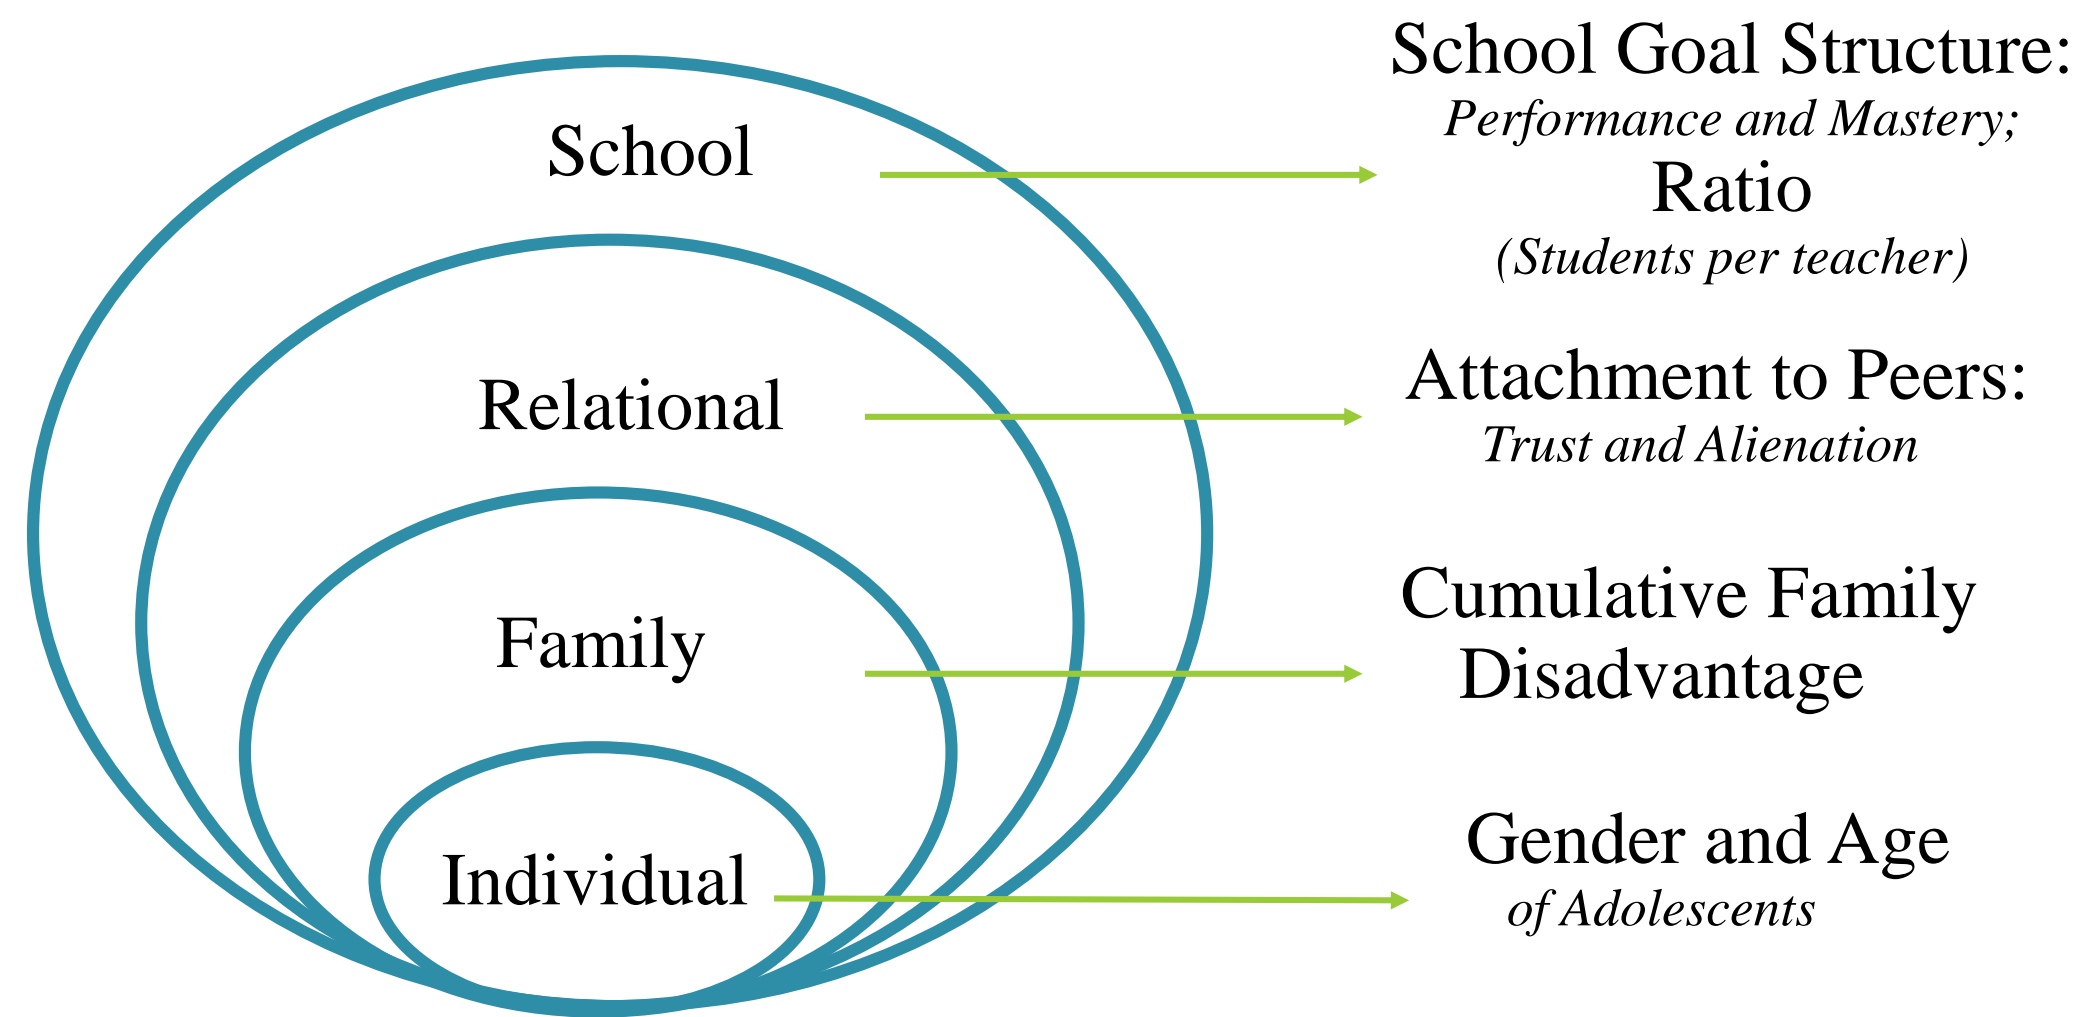 School
Relational
Family
Individual
School Goal Structure:
Performance and Mastery;
Ratio
(Students per teacher)
Attachment to Peers:
Trust and Alienation
Cumulative Family
Disadvantage
Gender and Age
of Adolescents